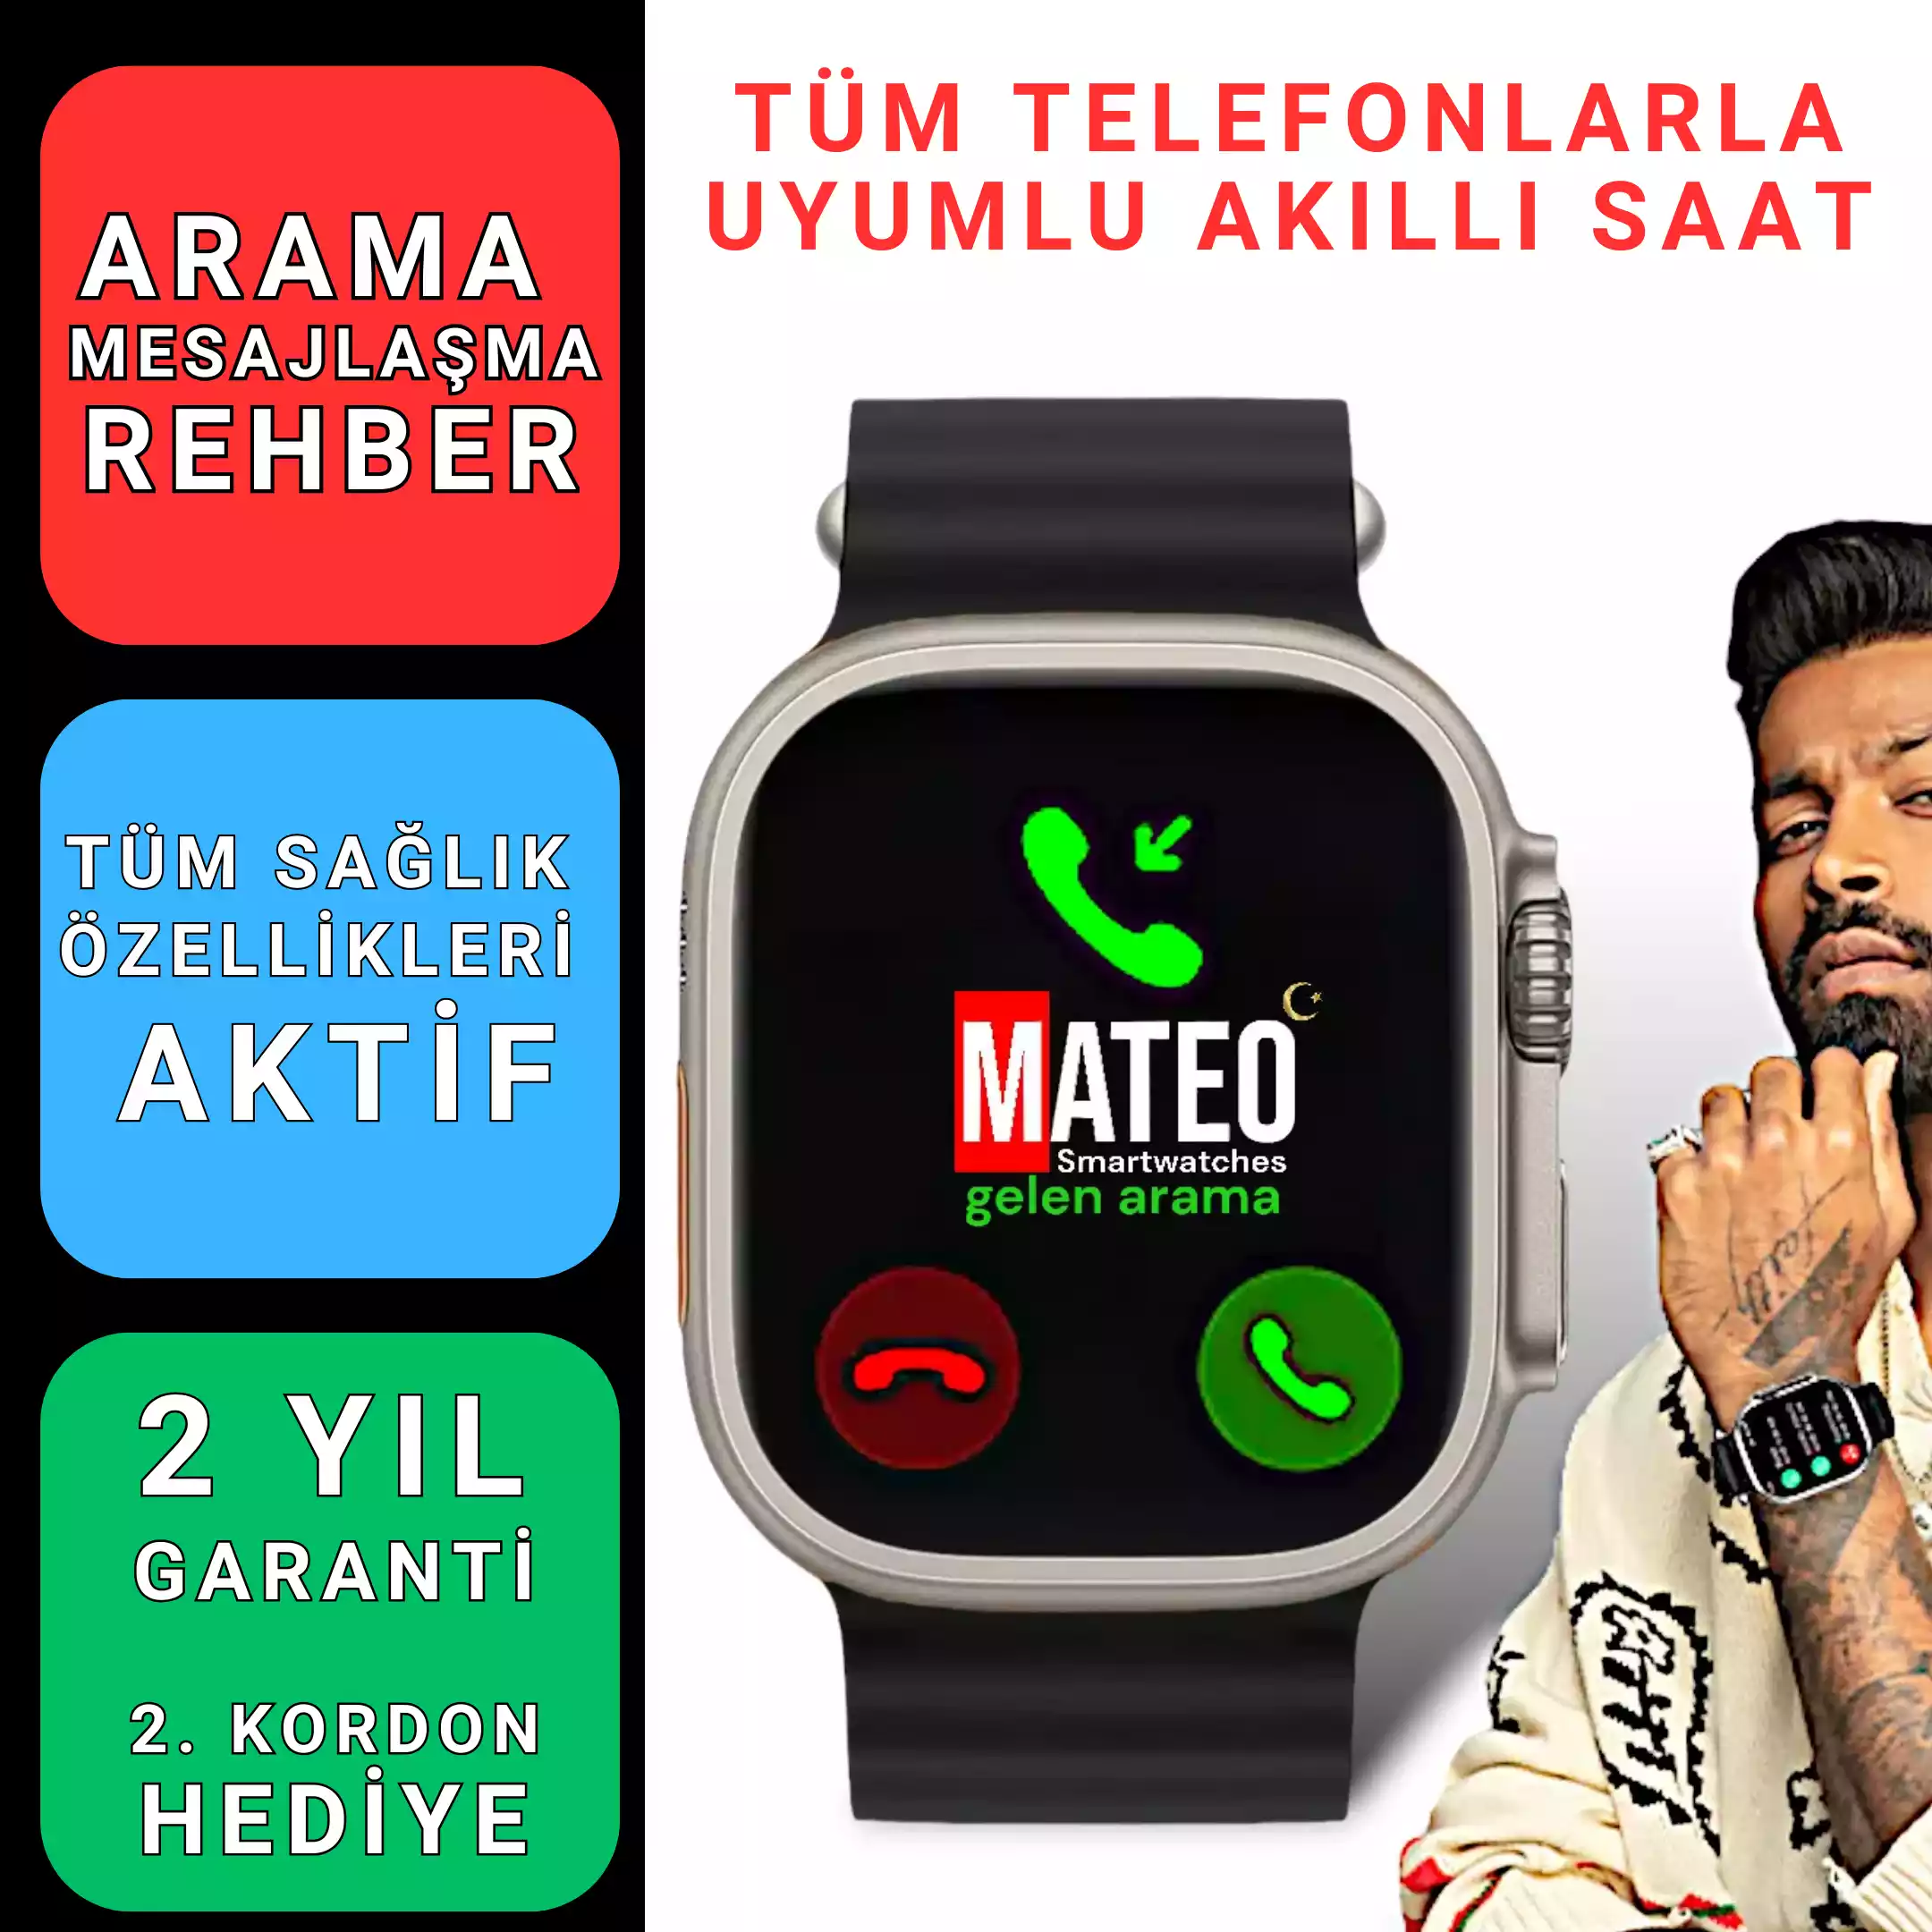 ARAMA
MESAJLAŞMA
REHBER
TÜM SAĞLIK
ÖZELLİKLERİ
AKTİF
2 YIL
GARANTİ
2. KORDON
HEDİYE
TÜM TELEFONLARLA
UYUMLU AKILLI SAAT
MATEO
Smartwatches
gelen arama